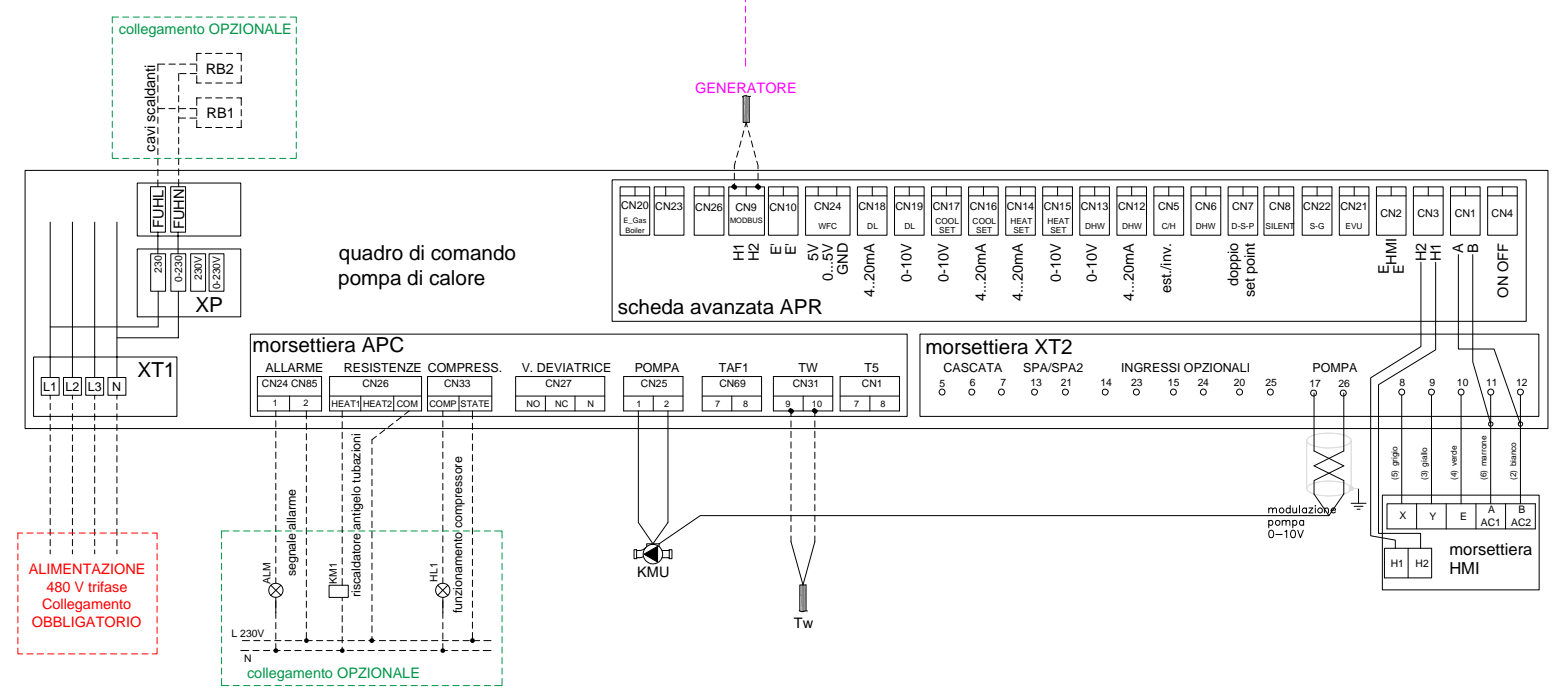 collegamento OPZIONALE
RB2
RB1
cavi scaldanti
GENERATORE
FUHL
FUHN
230
0-230
230V
0-230V
XP
quadro di comando
pompa di calore
CN20
E_Gas
Boiler
CN23
CN26
CN9
MODBUS
CN10
CN24
WFC
CN18
DL
CN19
DL
CN17
COOL
SET
CN16
COOL
SET
CN14
HEAT
SET
CN15
HEAT
SET
CN13
DHW
CN12
DHW
CN5
C/H
CN6
DHW
CN7
D-S-P
CN8
SILENT
CN22
S-G
CN21
EVU
CN2
CN3
CN1
CN4
H1
H2
E
E
5V
0...5V
GND
4...20mA
0-10V
0-10V
4...20mA
4...20mA
0-10V
0-10V
4...20mA
est./inv.
doppio
set point
E
HMI
E
H2
H1
A
B
ON OFF
scheda avanzata APR
XT1
L1
L2
L3
N
morsettiera APC
ALLARME
RESISTENZE
COMPRESS.
V. DEVIATRICE
POMPA
TAF1
TW
T5
CN24 CN85
CN26
CN33
CN27
CN25
CN69
CN31
CN1
1
2
HEAT1
HEAT2
COM
COMP
STATE
NO
NC
N
1
2
7
8
9
10
7
8
morsettiera XT2
CASCATA
SPA/SPA2
INGRESSI OPZIONALI
POMPA
5
6
7
13
21
14
23
15
24
20
25
17
26
8
9
10
11
12
(5) grigio
(3) giallo
(4) verde
(6) marrone
(2) bianco
ALIMENTAZIONE
480 V trifase
Collegamento
OBBLIGATORIO
ALM
segnale allarme
KM1
riscaldatore antigelo tubazioni
HL1
funzionamento compressore
L 230V
N
collegamento OPZIONALE
KMU
Tw
modulazione
pompa
0-10V
X
Y
E
A
AC1
B
AC2
H1
H2
morsettiera
HMI